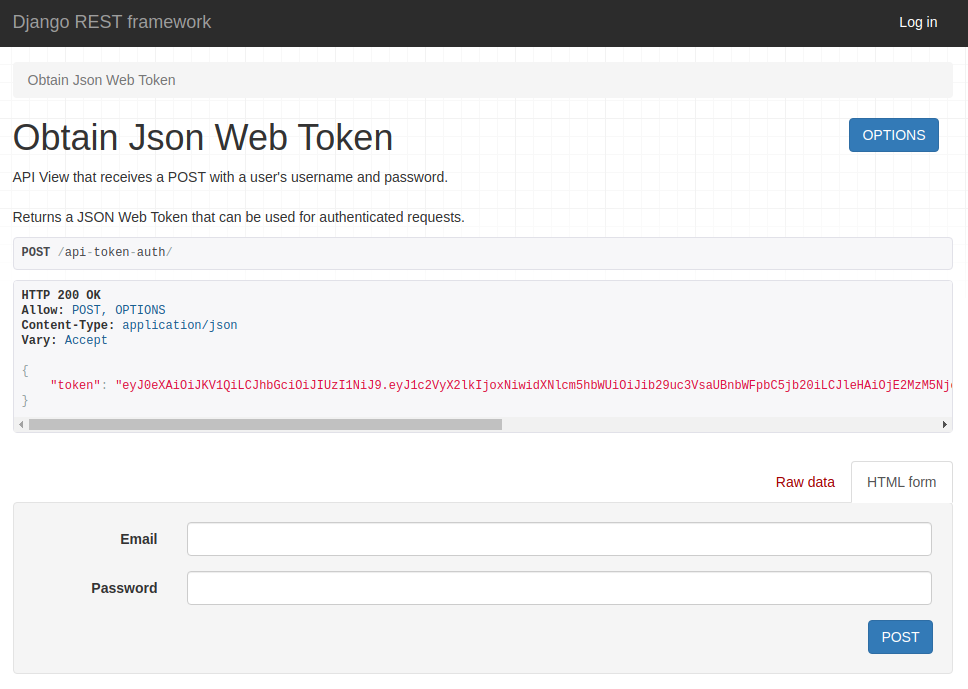 Django REST framework
Log in
Obtain Json Web Token
Obtain Json Web Token
OPTIONS
API View that receives a POST with a user's username and password.
Returns a JSON Web Token that can be used for authenticated requests.
POST /api-token-auth/
HTTP 200 OK
Allow: POST, OPTIONS
Content-Type: application/json
Vary: Accept
{
"token": "eyJ0eXAiOiJKV1QiLCJhbGciOiJIUzI1NiJ9.eyJ1c2VyX2lkIjoxNiwidXNlcm5hbWUiOiJib29uc3VsaUBnbWFpbC5jb20iLCJleHAiOjE2MzM5Nj
}
Raw data
HTML form
Email
Password
POST